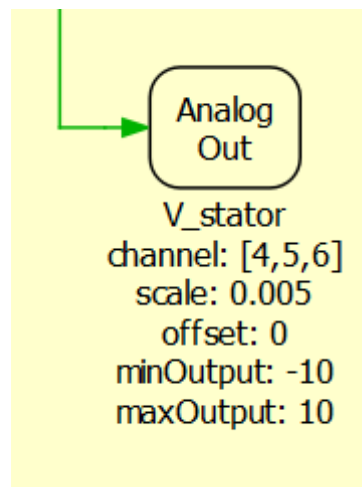 Analog
Out
V_stator
channel: [4,5,6]
scale: 0.005
offset: 0
minOutput: -10
maxOutput: 10